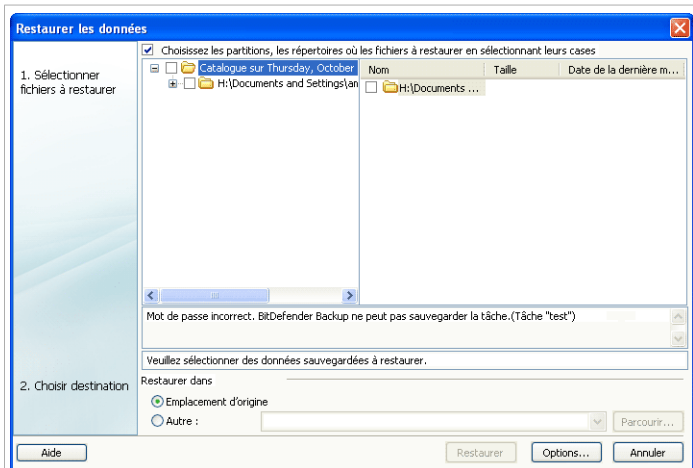 Restaurer les données
Choisissez les partitions, les répertoires où les fichiers à restaurer en sélectionnant leurs cases
1. Sélectionner
fichiers à restaurer
Catalogue sur Thursday, October
H:\Documents and Settings\an
Nom Taille Date de la dernière m...
H:\Documents ...
Mot de passe incorrect. BitDefender Backup ne peut pas sauvegarder la tâche.(Tâche "test")
Veuillez sélectionner des données sauvegardées à restaurer.
2. Choisir destination
Restaurer dans
Emplacement d'origine
Autre :
Parcourir...
Aide
Restaurer
Options...
Annuler